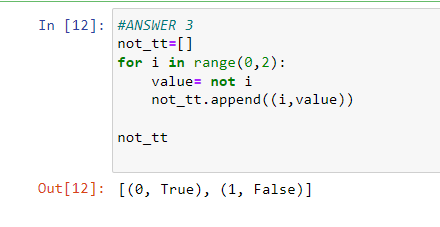 In [12]: #ANSWER 3
not_tt=[]
for i in range(0,2):
    value= not i
    not_tt.append((i,value))

not_tt
Out[12]: [(0, True), (1, False)]